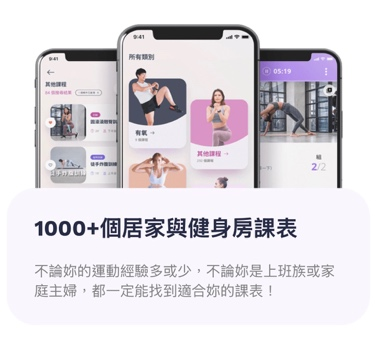 9:41
所有類別
有氧 →
其他課程 →
9:41
←
其他課程
9:41
05:19
組
2/2
1000+個居家與健身房課表
不論妳的運動經驗多或少，不論妳是上班族或家
庭主婦，都一定能找到適合妳的課表！